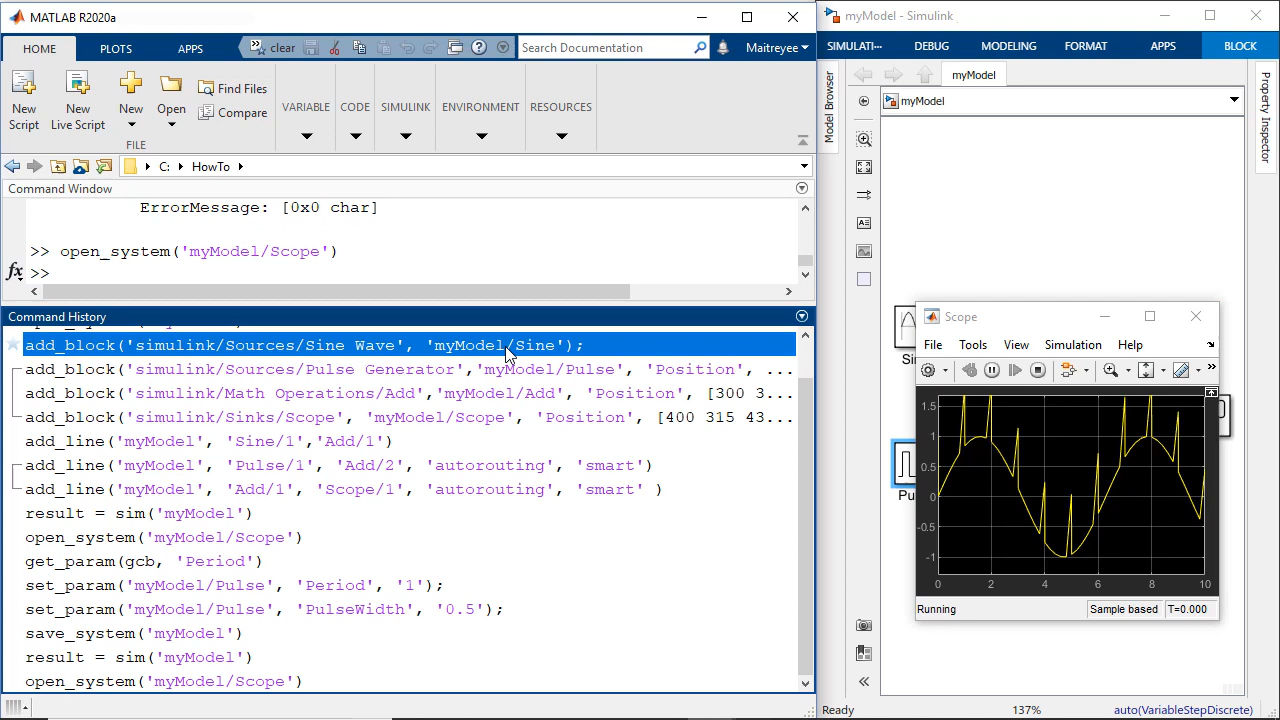 MATLAB R2020a
HOME PLOTS APPS clear Search Documentation Maitreyee
New Script
New Live Script
New
Open
Find Files
Compare
VARIABLE CODE SIMULINK ENVIRONMENT RESOURCES
FILE
C: HowTo
Command Window
ErrorMessage: [0x0 char]
>> open_system('myModel/Scope')
fx >>
Command History
add_block('simulink/Sources/Sine Wave', 'myModel/Sine');
add_block('simulink/Sources/Pulse Generator','myModel/Pulse', 'Position', ...
add_block('simulink/Math Operations/Add','myModel/Add', 'Position', [300 3...
add_block('simulink/Sinks/Scope', 'myModel/Scope', 'Position', [400 315 43...
add_line('myModel', 'Sine/1','Add/1')
add_line('myModel', 'Pulse/1', 'Add/2', 'autorouting', 'smart')
add_line('myModel', 'Add/1', 'Scope/1', 'autorouting', 'smart' )
result = sim('myModel')
open_system('myModel/Scope')
get_param(gcb, 'Period')
set_param('myModel/Pulse', 'Period', '1');
set_param('myModel/Pulse', 'PulseWidth', '0.5');
save_system('myModel')
result = sim('myModel')
open_system('myModel/Scope')
myModel - Simulink
SIMULATI... DEBUG MODELING FORMAT APPS BLOCK
myModel
Model Browser
myModel
Property Inspector
Si
Pu
Scope
File Tools View Simulation Help
1.5
1
0.5
0
-0.5
-1
0 2 4 6 8 10
Running Sample based T=0.000
Ready 137% auto(VariableStepDiscrete)